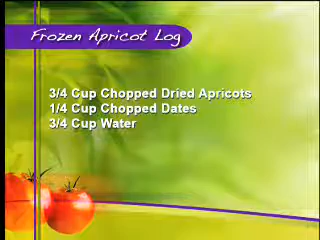 Frozen Apricot Log
3/4 Cup Chopped Dried Apricots
1/4 Cup Chopped Dates
3/4 Cup Water